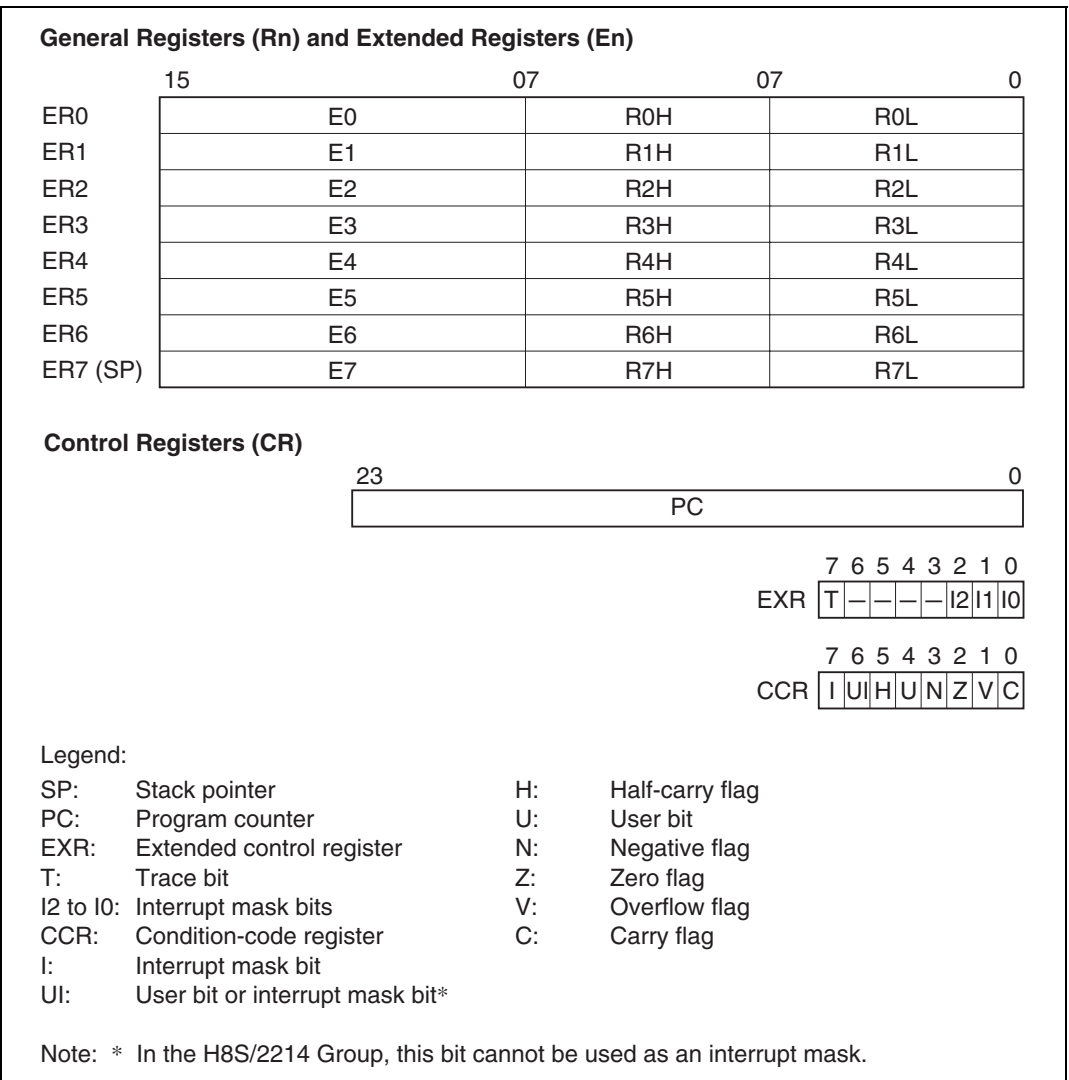 General Registers (Rn) and Extended Registers (En)
15 07 07 0
ER0 E0 R0H R0L
ER1 E1 R1H R1L
ER2 E2 R2H R2L
ER3 E3 R3H R3L
ER4 E4 R4H R4L
ER5 E5 R5H R5L
ER6 E6 R6H R6L
ER7 (SP) E7 R7H R7L
Control Registers (CR)
23 0
PC
7 6 5 4 3 2 1 0
EXR T — — — — I2 I1 I0
7 6 5 4 3 2 1 0
CCR I UI H U N Z V C
Legend:
SP: Stack pointer
PC: Program counter
EXR: Extended control register
T: Trace bit
I2 to I0: Interrupt mask bits
CCR: Condition-code register
I: Interrupt mask bit
UI: User bit or interrupt mask bit*
H: Half-carry flag
U: User bit
N: Negative flag
Z: Zero flag
V: Overflow flag
C: Carry flag
Note: * In the H8S/2214 Group, this bit cannot be used as an interrupt mask.